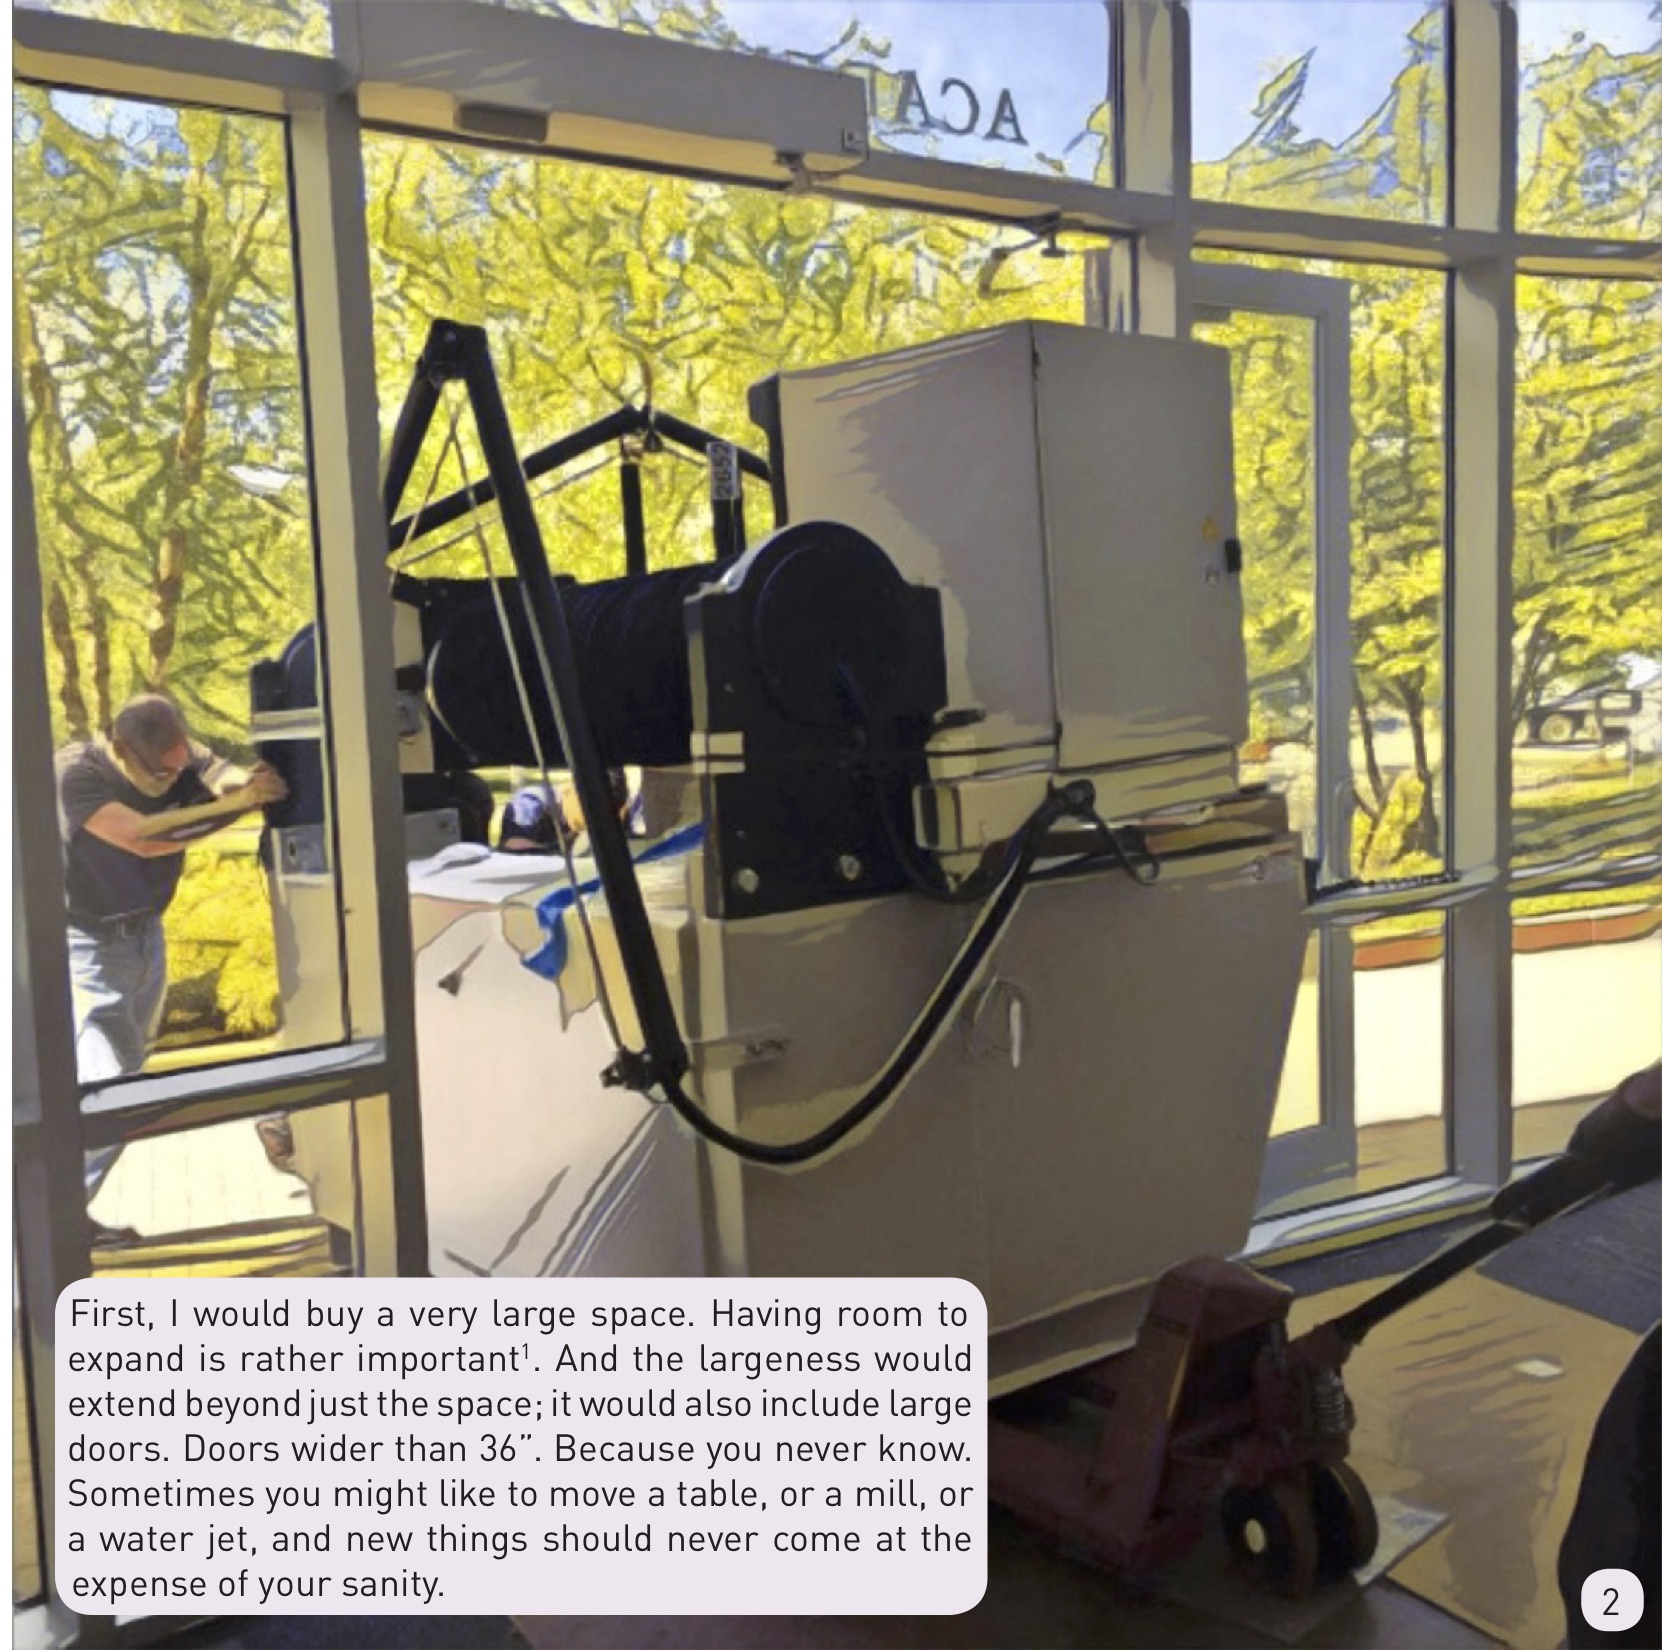 ACA
2652
First, I would buy a very large space. Having room to
expand is rather important¹. And the largeness would
extend beyond just the space; it would also include large
doors. Doors wider than 36”. Because you never know.
Sometimes you might like to move a table, or a mill, or
a water jet, and new things should never come at the
expense of your sanity.
2